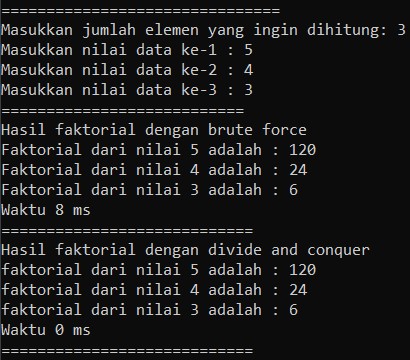 ===============================
Masukkan jumlah elemen yang ingin dihitung: 3
Masukkan nilai data ke-1 : 5
Masukkan nilai data ke-2 : 4
Masukkan nilai data ke-3 : 3
===========================
Hasil faktorial dengan brute force
Faktorial dari nilai 5 adalah : 120
Faktorial dari nilai 4 adalah : 24
Faktorial dari nilai 3 adalah : 6
Waktu 8 ms
============================
Hasil faktorial dengan divide and conquer
faktorial dari nilai 5 adalah : 120
faktorial dari nilai 4 adalah : 24
faktorial dari nilai 3 adalah : 6
Waktu 0 ms
============================